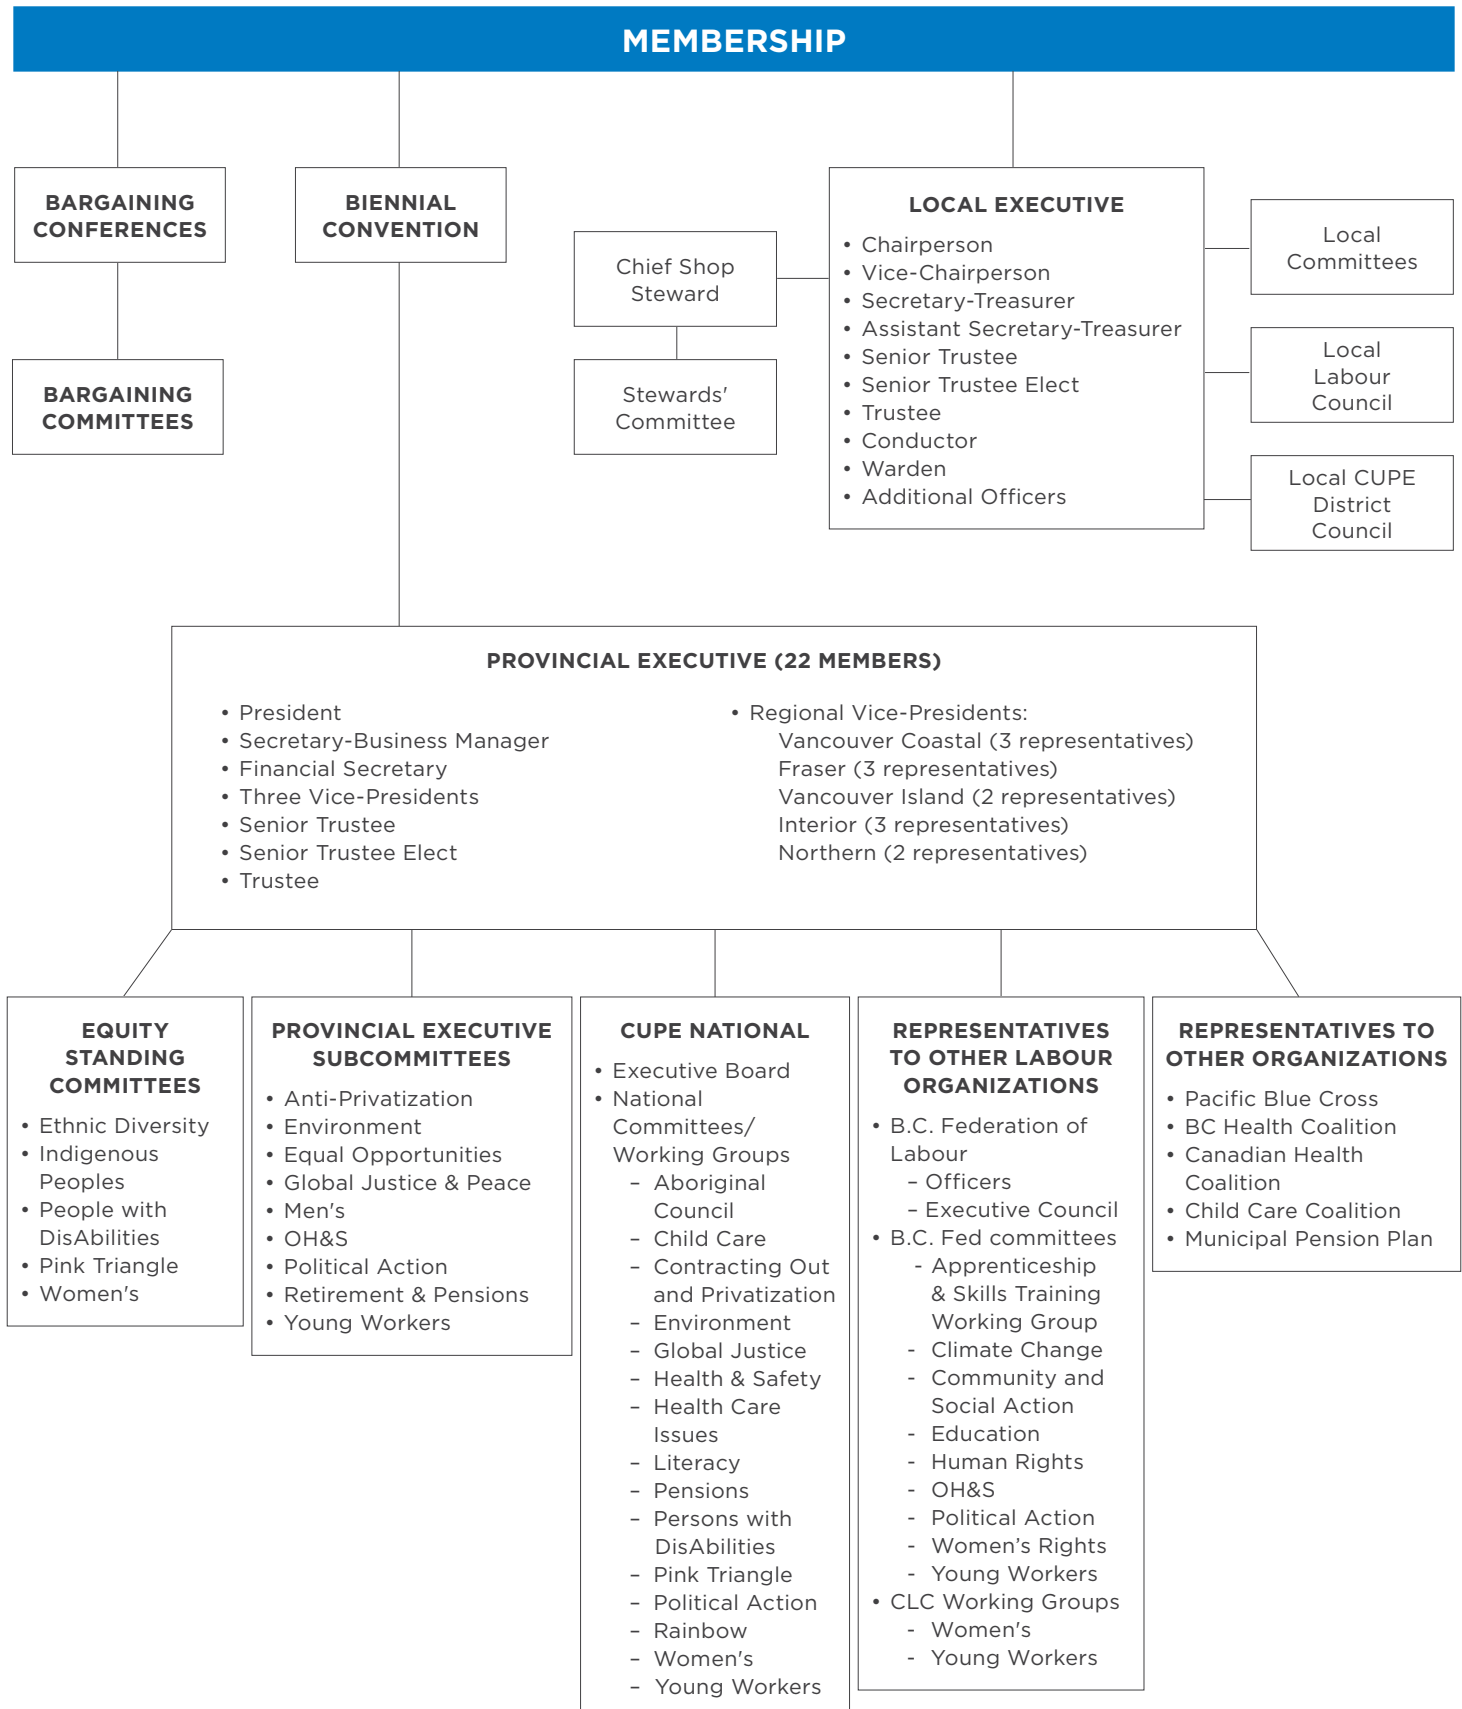 MEMBERSHIP
BARGAINING
CONFERENCES
BARGAINING
COMMITTEES
BIENNIAL
CONVENTION
Chief Shop
Steward
Stewards'
Committee
LOCAL EXECUTIVE
• Chairperson
• Vice-Chairperson
• Secretary-Treasurer
• Assistant Secretary-Treasurer
• Senior Trustee
• Senior Trustee Elect
• Trustee
• Conductor
• Warden
• Additional Officers
Local
Committees
Local
Labour
Council
Local CUPE
District
Council
PROVINCIAL EXECUTIVE (22 MEMBERS)
• President
• Secretary-Business Manager
• Financial Secretary
• Three Vice-Presidents
• Senior Trustee
• Senior Trustee Elect
• Trustee
• Regional Vice-Presidents:
Vancouver Coastal (3 representatives)
Fraser (3 representatives)
Vancouver Island (2 representatives)
Interior (3 representatives)
Northern (2 representatives)
EQUITY
STANDING
COMMITTEES
• Ethnic Diversity
• Indigenous
Peoples
• People with
DisAbilities
• Pink Triangle
• Women's
PROVINCIAL EXECUTIVE
SUBCOMMITTEES
• Anti-Privatization
• Environment
• Equal Opportunities
• Global Justice & Peace
• Men's
• OH&S
• Political Action
• Retirement & Pensions
• Young Workers
CUPE NATIONAL
• Executive Board
• National
Committees/
Working Groups
– Aboriginal
Council
– Child Care
– Contracting Out
and Privatization
– Environment
– Global Justice
– Health & Safety
– Health Care
Issues
– Literacy
– Pensions
– Persons with
DisAbilities
– Pink Triangle
– Political Action
– Rainbow
– Women's
– Young Workers
REPRESENTATIVES
TO OTHER LABOUR
ORGANIZATIONS
• B.C. Federation of
Labour
– Officers
– Executive Council
• B.C. Fed committees
- Apprenticeship
& Skills Training
Working Group
- Climate Change
- Community and
Social Action
- Education
- Human Rights
- OH&S
- Political Action
- Women’s Rights
- Young Workers
• CLC Working Groups
- Women's
- Young Workers
REPRESENTATIVES TO
OTHER ORGANIZATIONS
• Pacific Blue Cross
• BC Health Coalition
• Canadian Health
Coalition
• Child Care Coalition
• Municipal Pension Plan